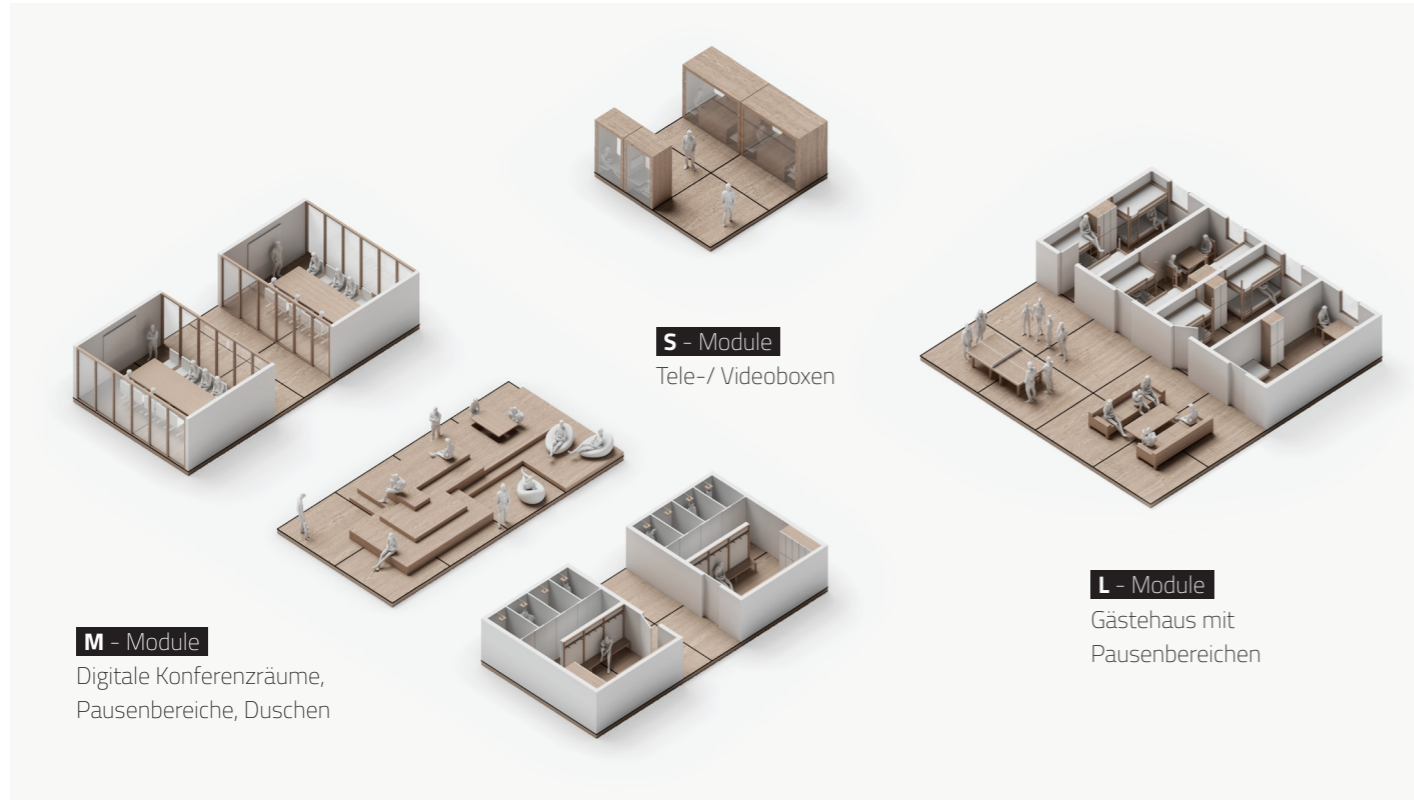 S - Module
Tele-/ Videoboxen
M - Module
Digitale Konferenzräume,
Pausenbereiche, Duschen
L - Module
Gästehaus mit
Pausenbereichen